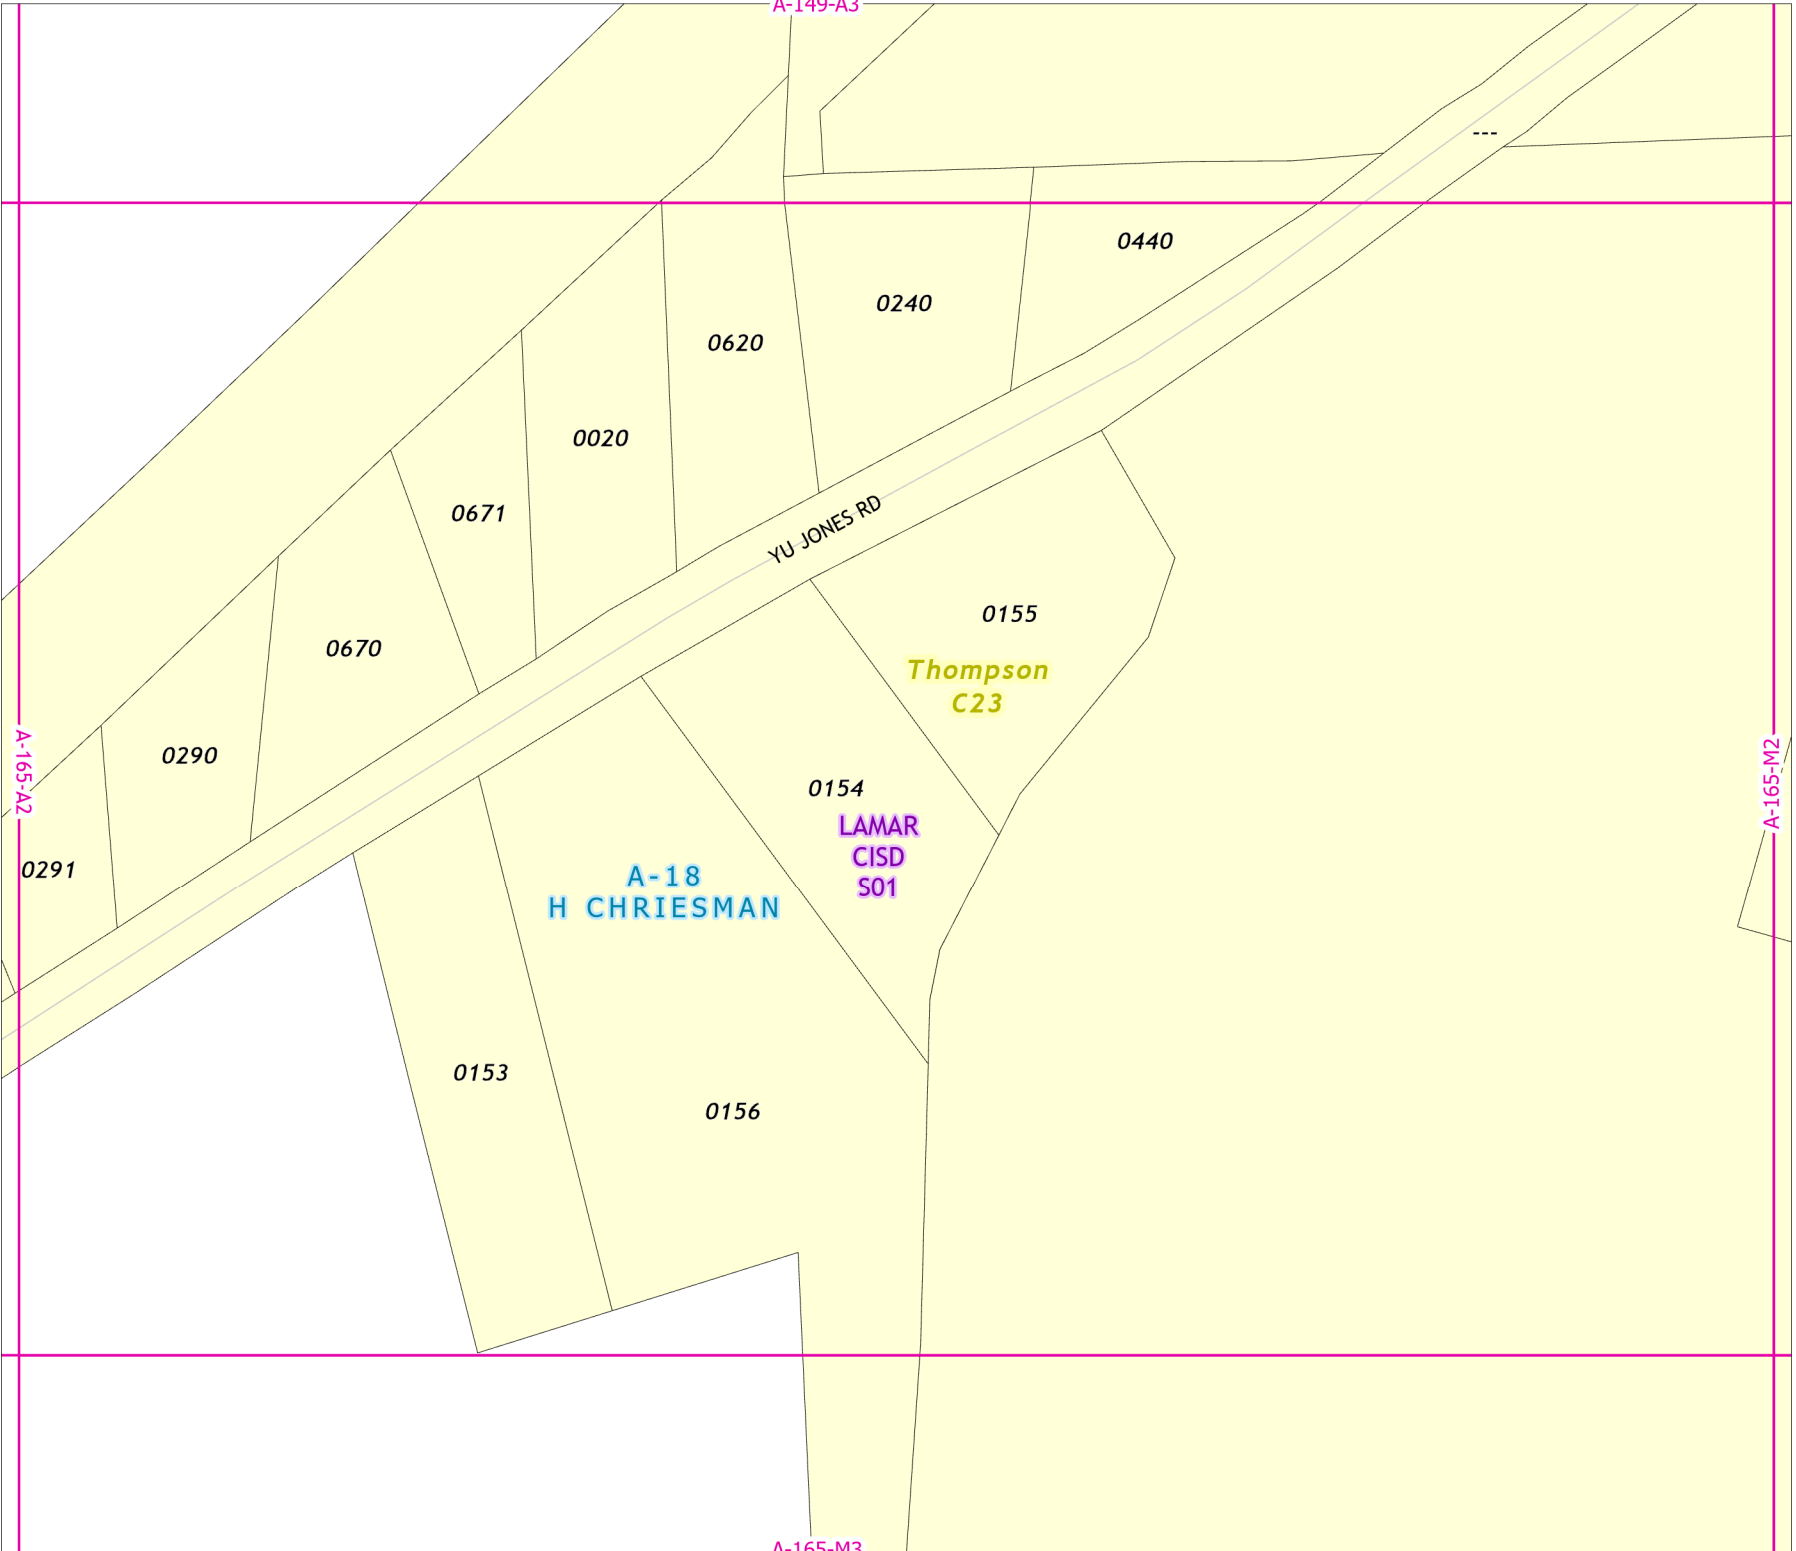 A-149-A3
---
0440
0240
0620
0020
0671
YU JONES RD
0155
0670
Thompson
C23
0290
A-165-A2
A-165-M2
0154
LAMAR
CISD
S01
0291
A-18
H CHRIESMAN
0153
0156
A-165-M3